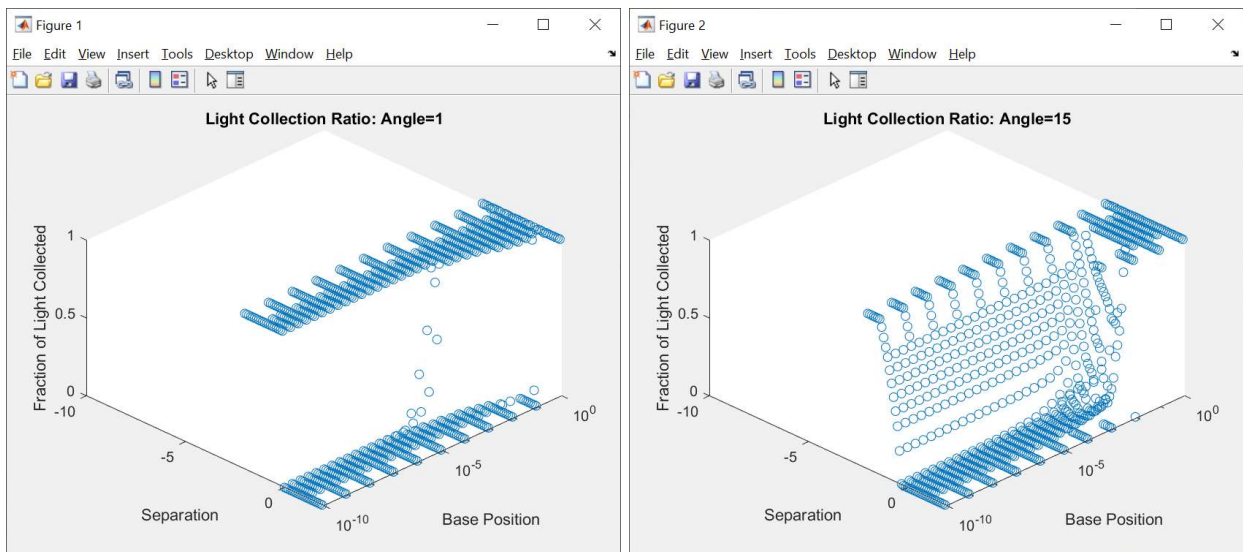 Figure 1
File Edit View Insert Tools Desktop Window Help
Light Collection Ratio: Angle=1
Fraction of Light Collected
1
0.5
0
-10
-5
0
Separation
10^-10
10^-5
10^0
Base Position
Figure 2
File Edit View Insert Tools Desktop Window Help
Light Collection Ratio: Angle=15
Fraction of Light Collected
1
0.5
0
-10
-5
0
Separation
10^-10
10^-5
10^0
Base Position